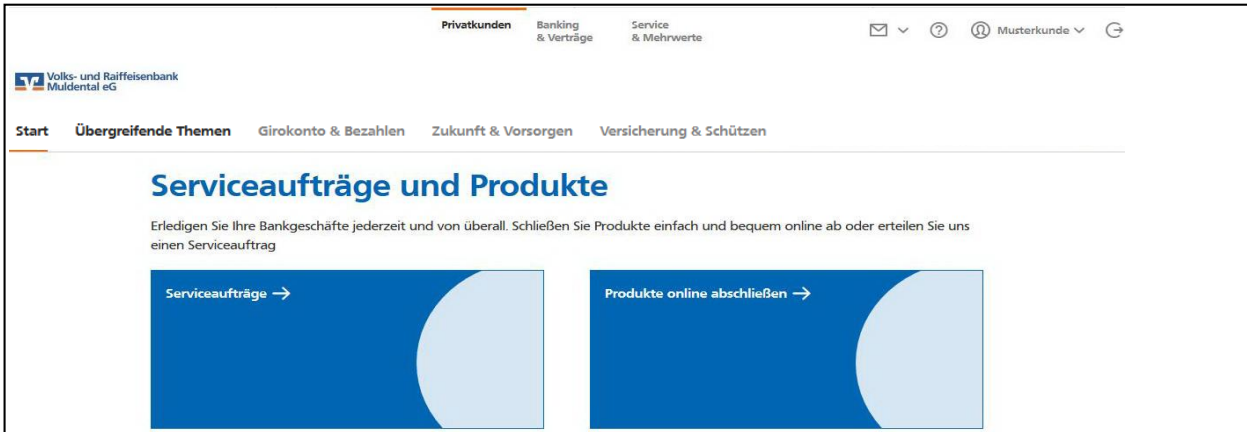 Privatkunden
Banking
& Verträge
Service
& Mehrwerte
Musterkunde
Volks- und Raiffeisenbank
Muldental eG
Start Übergreifende Themen Girokonto & Bezahlen Zukunft & Vorsorgen Versicherung & Schützen
Serviceaufträge und Produkte
Erledigen Sie Ihre Bankgeschäfte jederzeit und von überall. Schließen Sie Produkte einfach und bequem online ab oder erteilen Sie uns
einen Serviceauftrag
Serviceaufträge →
Produkte online abschließen →